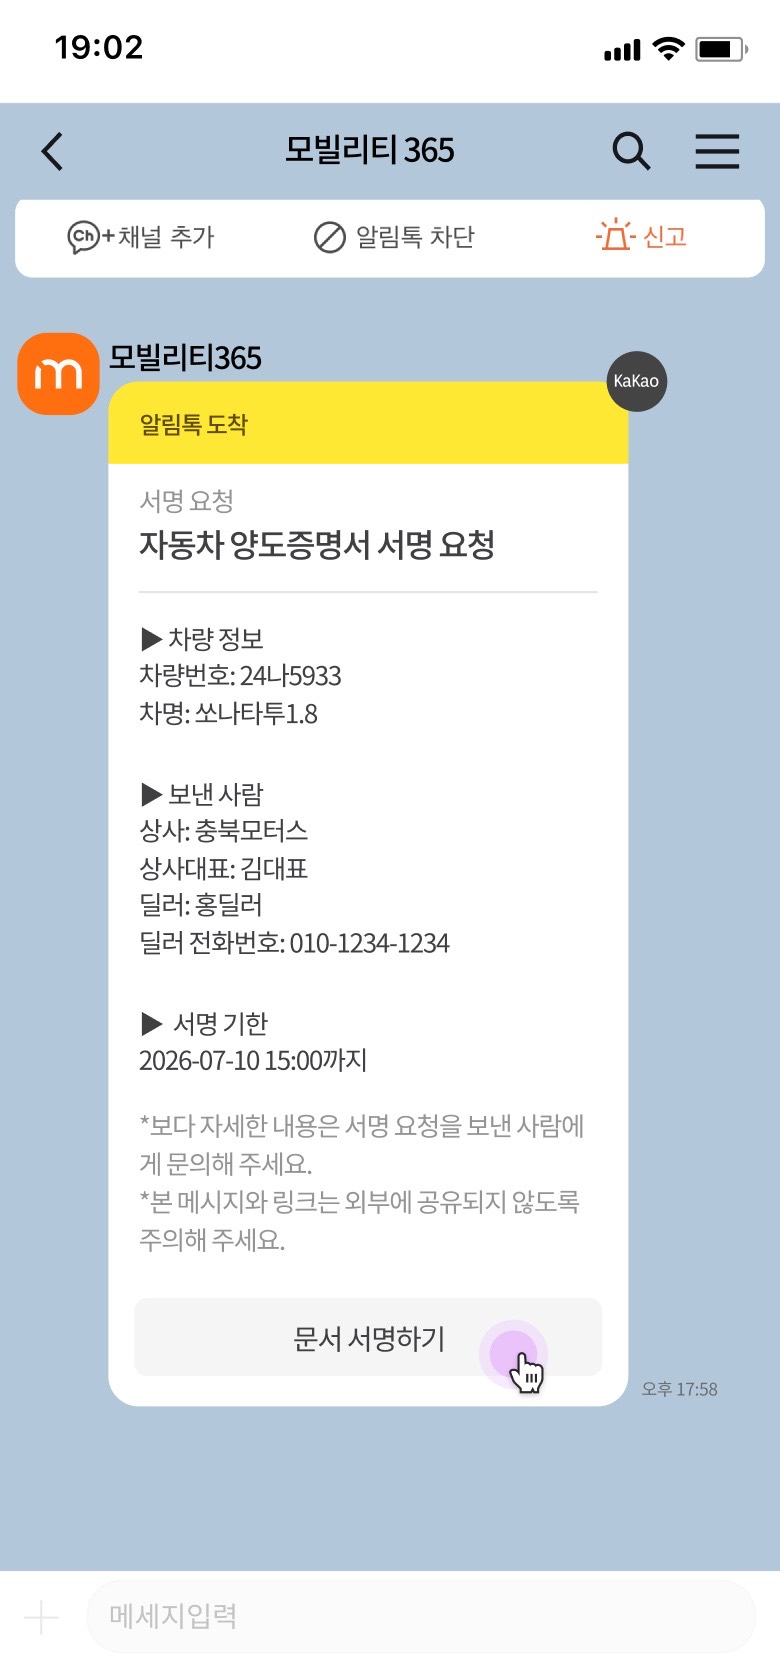 19:02
모빌리티 365
Ch+채널 추가
알림톡 차단
신고
m
모빌리티365
KaKao
알림톡 도착
서명 요청
자동차 양도증명서 서명 요청
▶ 차량 정보
차량번호: 24나5933
차명: 쏘나타투1.8
▶ 보낸 사람
상사: 충북모터스
상사대표: 김대표
딜러: 홍딜러
딜러 전화번호: 010-1234-1234
▶ 서명 기한
2026-07-10 15:00까지
*보다 자세한 내용은 서명 요청을 보낸 사람에
게 문의해 주세요.
*본 메시지와 링크는 외부에 공유되지 않도록
주의해 주세요.
문서 서명하기
오후 17:58
메세지입력